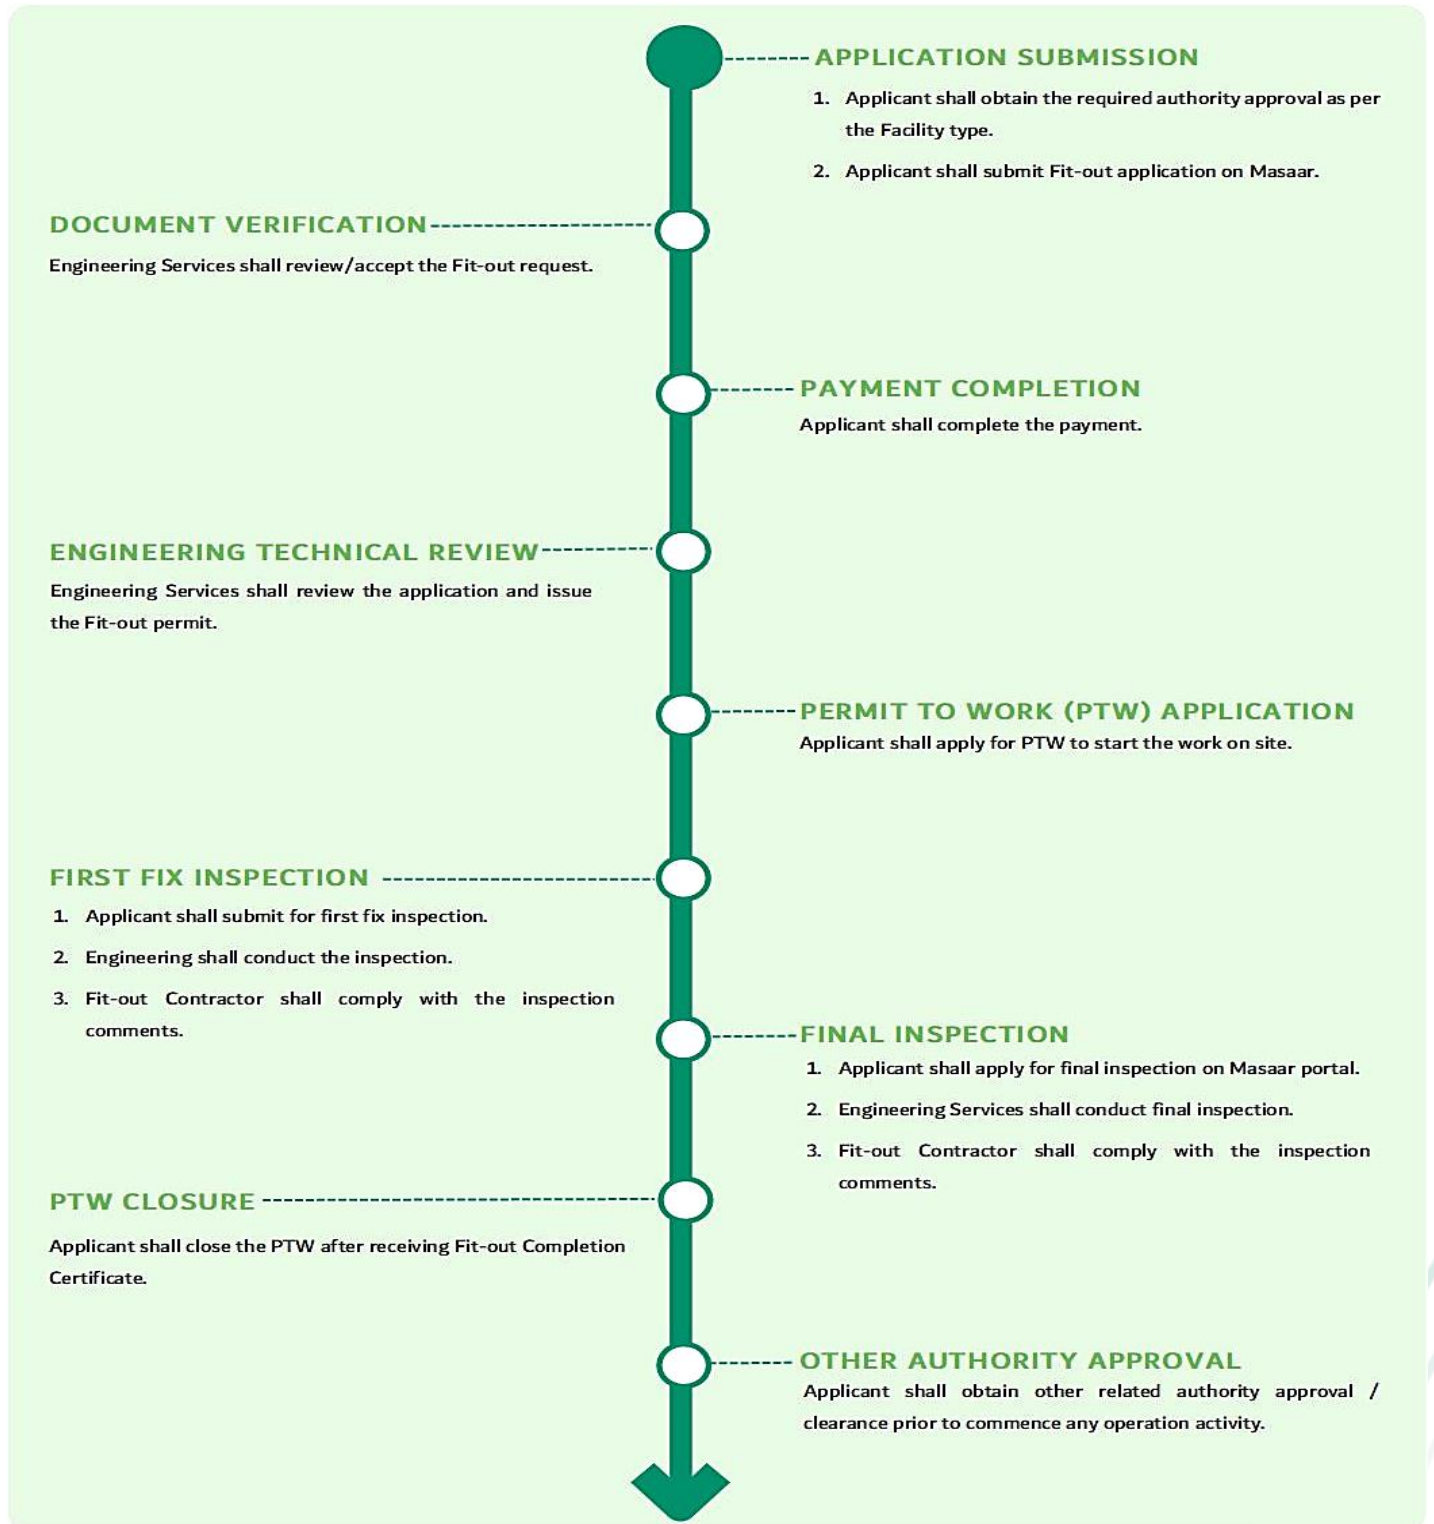 APPLICATION SUBMISSION
1. Applicant shall obtain the required authority approval as per
the Facility type.
2. Applicant shall submit Fit-out application on Masaar.
DOCUMENT VERIFICATION
Engineering Services shall review/accept the Fit-out request.
PAYMENT COMPLETION
Applicant shall complete the payment.
ENGINEERING TECHNICAL REVIEW
Engineering Services shall review the application and issue
the Fit-out permit.
PERMIT TO WORK (PTW) APPLICATION
Applicant shall apply for PTW to start the work on site.
FIRST FIX INSPECTION
1. Applicant shall submit for first fix inspection.
2. Engineering shall conduct the inspection.
3. Fit-out Contractor shall comply with the inspection
comments.
FINAL INSPECTION
1. Applicant shall apply for final inspection on Masaar portal.
2. Engineering Services shall conduct final inspection.
3. Fit-out Contractor shall comply with the inspection
comments.
PTW CLOSURE
Applicant shall close the PTW after receiving Fit-out Completion
Certificate.
OTHER AUTHORITY APPROVAL
Applicant shall obtain other related authority approval /
clearance prior to commence any operation activity.